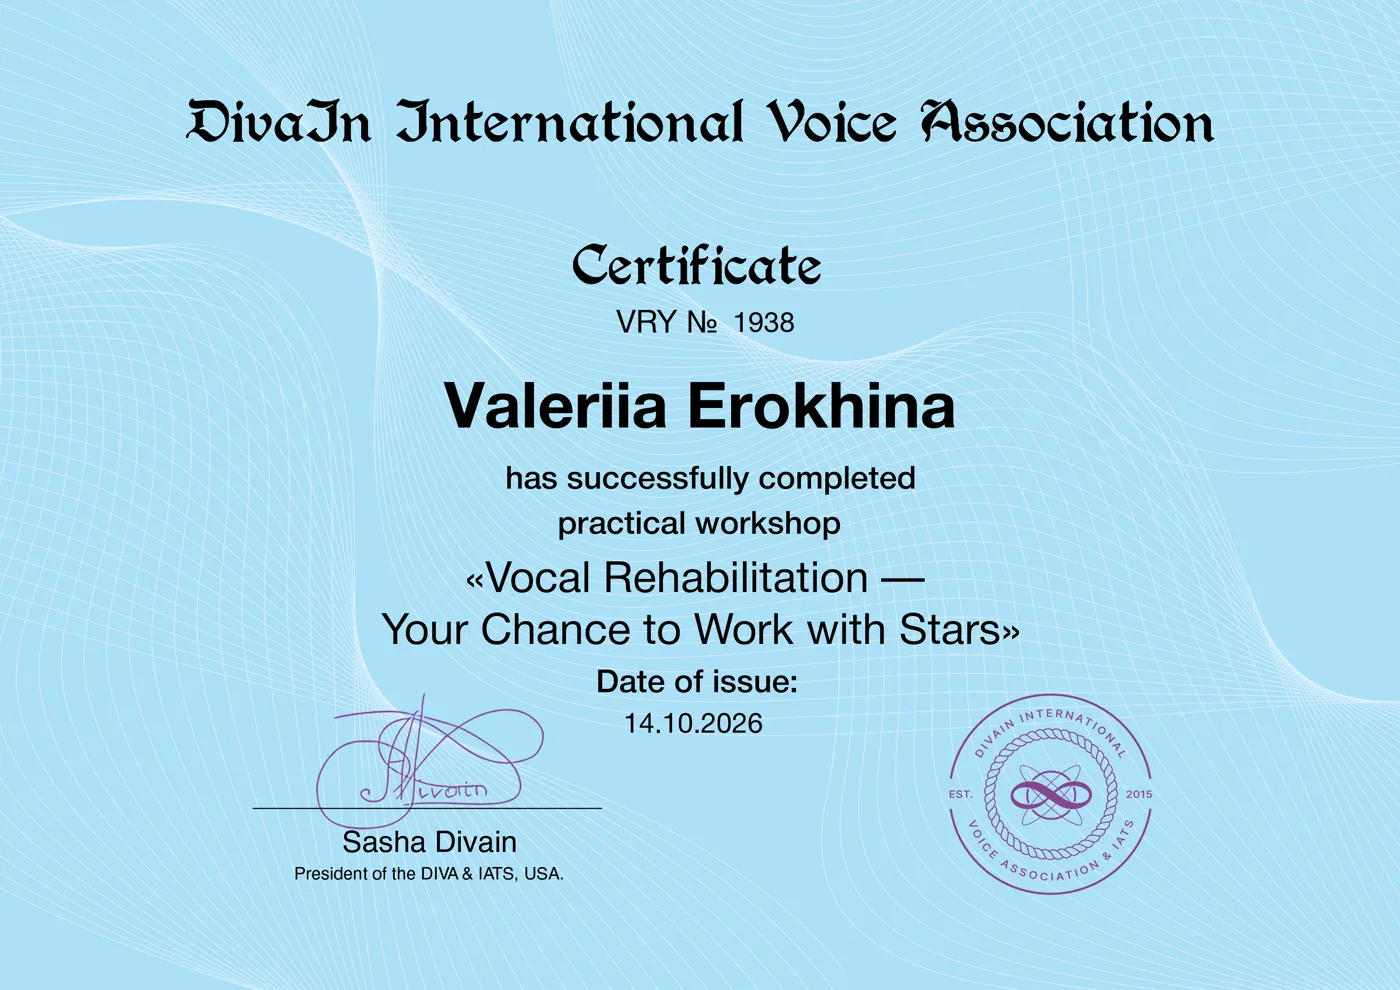 DivaIn International Voice Association
Certificate
VRY № 1938
Valeriia Erokhina
has successfully completed
practical workshop
«Vocal Rehabilitation —
Your Chance to Work with Stars»
Date of issue:
14.10.2026
Divain
Sasha Divain
President of the DIVA & IATS, USA.
DIVAIN INTERNATIONAL
EST. 2015
VOICE ASSOCIATION & IATS